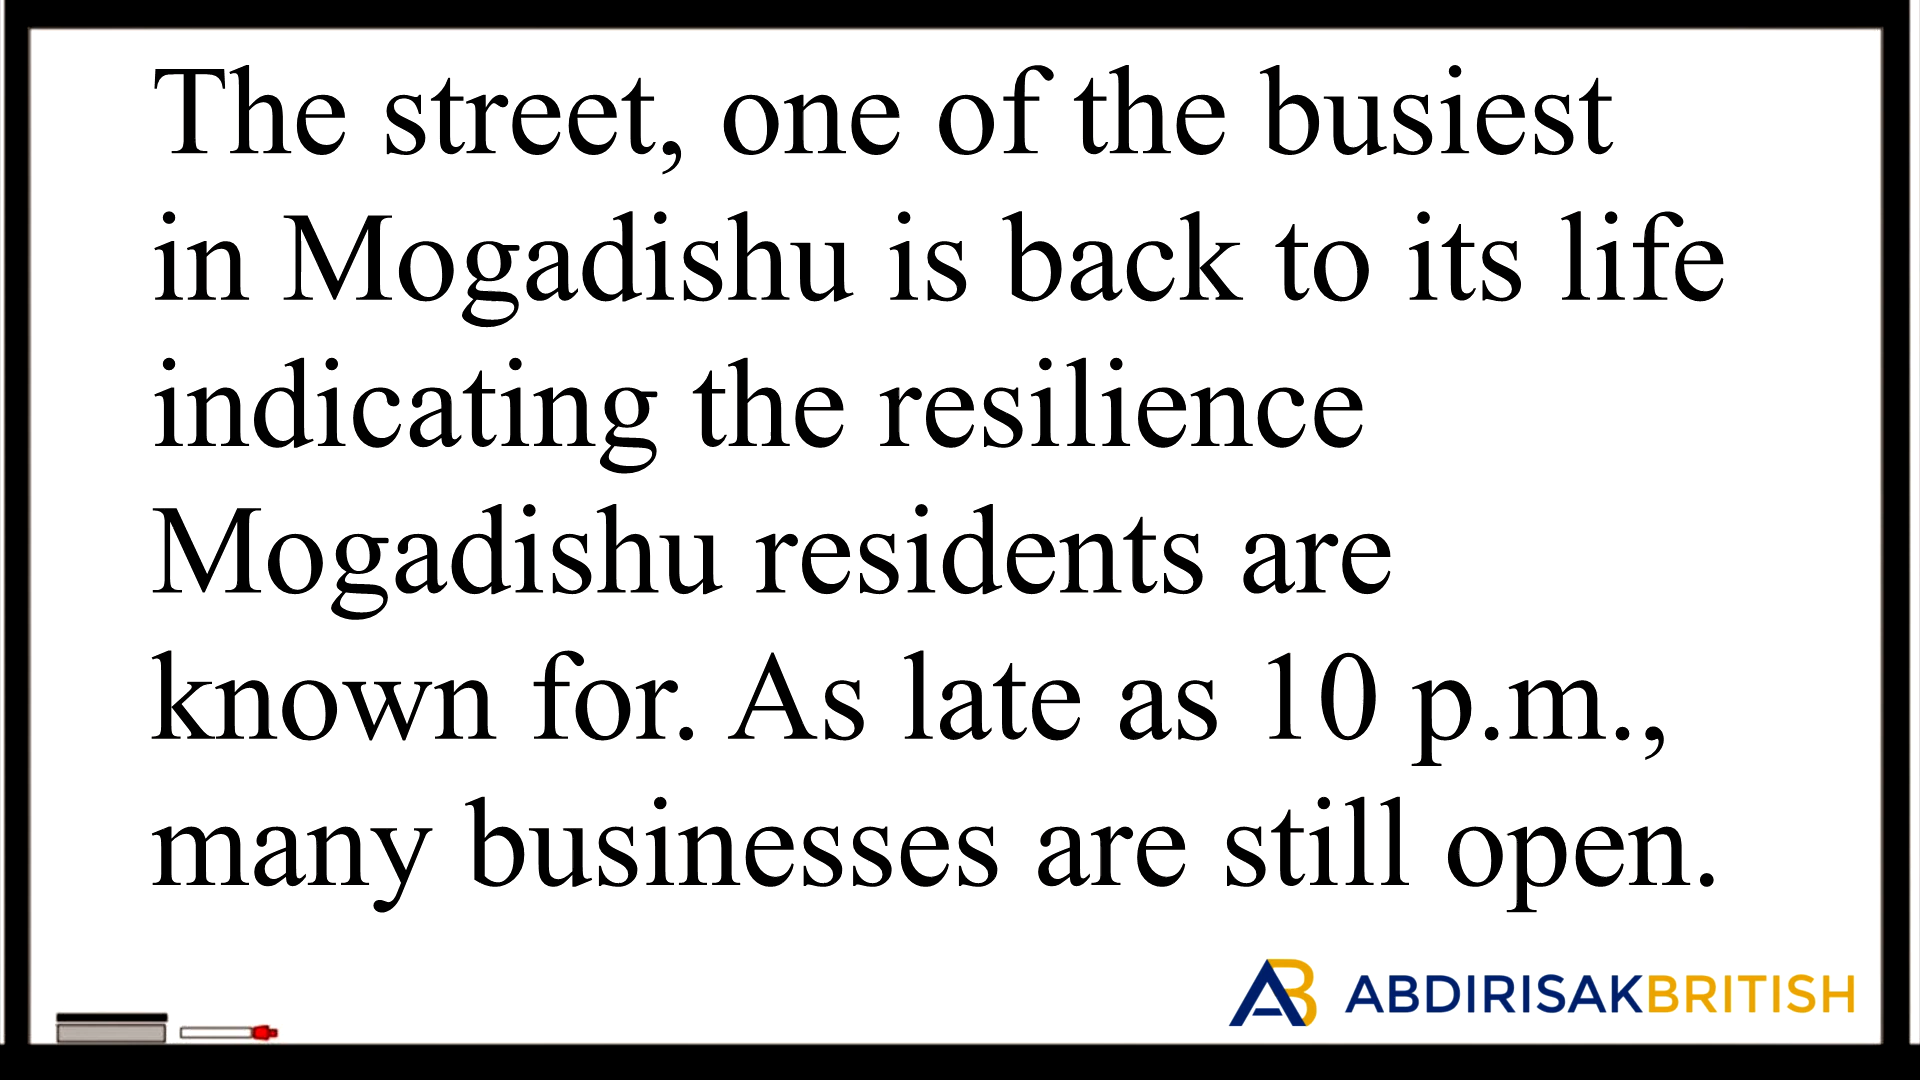 The street, one of the busiest
in Mogadishu is back to its life
indicating the resilience
Mogadishu residents are
known for. As late as 10 p.m.,
many businesses are still open.
AB ABDIRISAKBRITISH